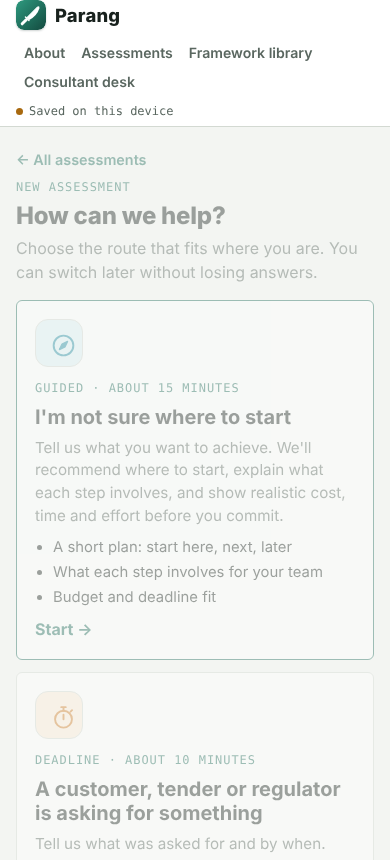 Parang
About Assessments Framework library
Consultant desk
Saved on this device
← All assessments
NEW ASSESSMENT
How can we help?
Choose the route that fits where you are. You
can switch later without losing answers.
GUIDED · ABOUT 15 MINUTES
I'm not sure where to start
Tell us what you want to achieve. We'll
recommend where to start, explain what
each step involves, and show realistic cost,
time and effort before you commit.
• A short plan: start here, next, later
• What each step involves for your team
• Budget and deadline fit
Start →
DEADLINE · ABOUT 10 MINUTES
A customer, tender or regulator
is asking for something
Tell us what was asked for and by when.